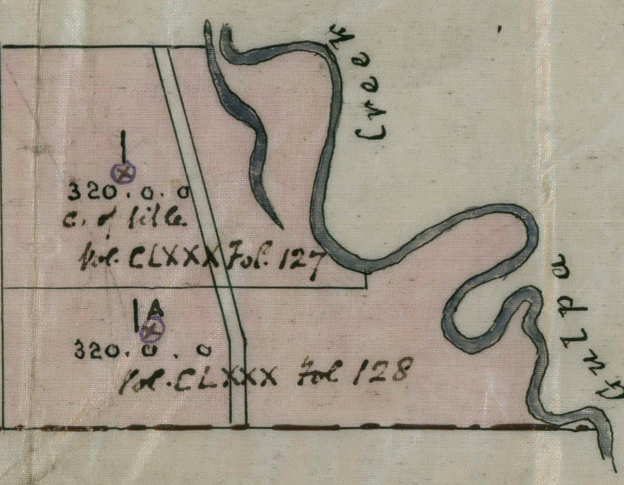 Creek
1
320.0.0
C. of Title
Vol. CLXXX Fol. 127
1A
320.0.0
Vol. CLXXX Fol 128
Gulpa